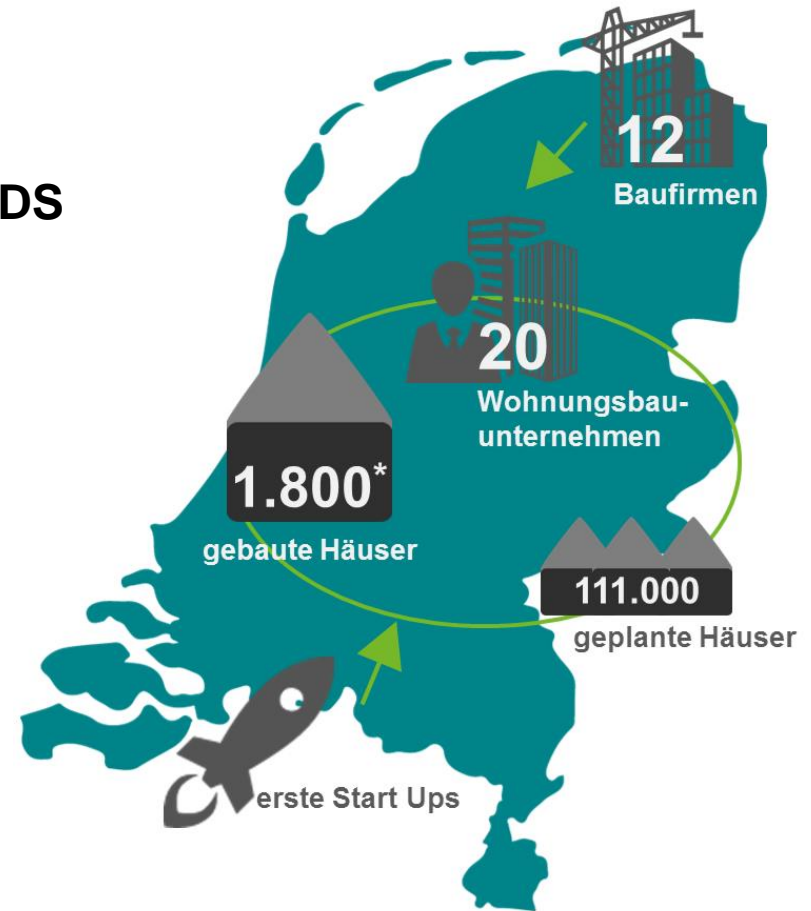 DS
12
Baufirmen
20
Wohnungsbau-
unternehmen
1.800*
gebaute Häuser
111.000
geplante Häuser
erste Start Ups